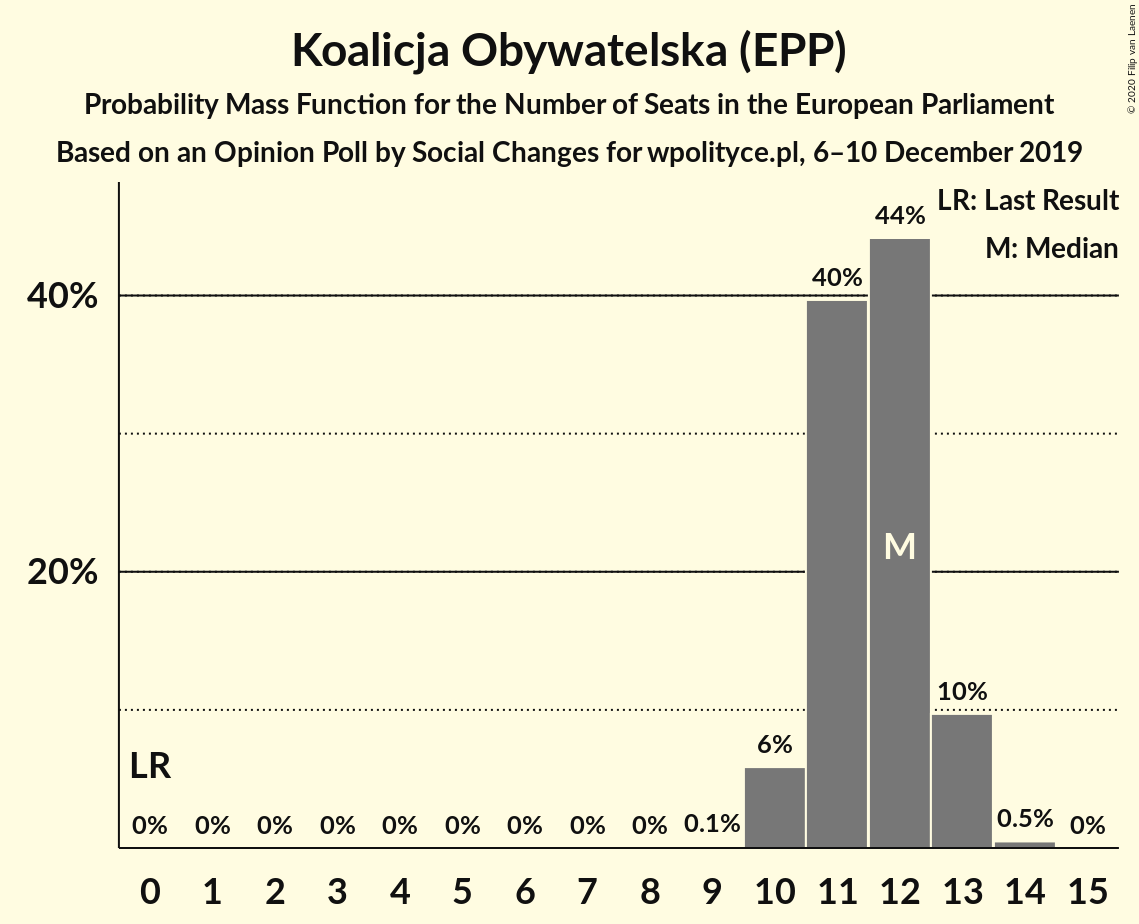 Koalicja Obywatelska (EPP)
Probability Mass Function for the Number of Seats in the European Parliament
Based on an Opinion Poll by Social Changes for wpolityce.pl, 6–10 December 2019
© 2020 Filip van Laenen
LR: Last Result
M: Median
44%
40%
40%
M
20%
10%
6%
LR
0% 0% 0% 0% 0% 0% 0% 0% 0% 0.1% 0.5% 0%
0 1 2 3 4 5 6 7 8 9 10 11 12 13 14 15